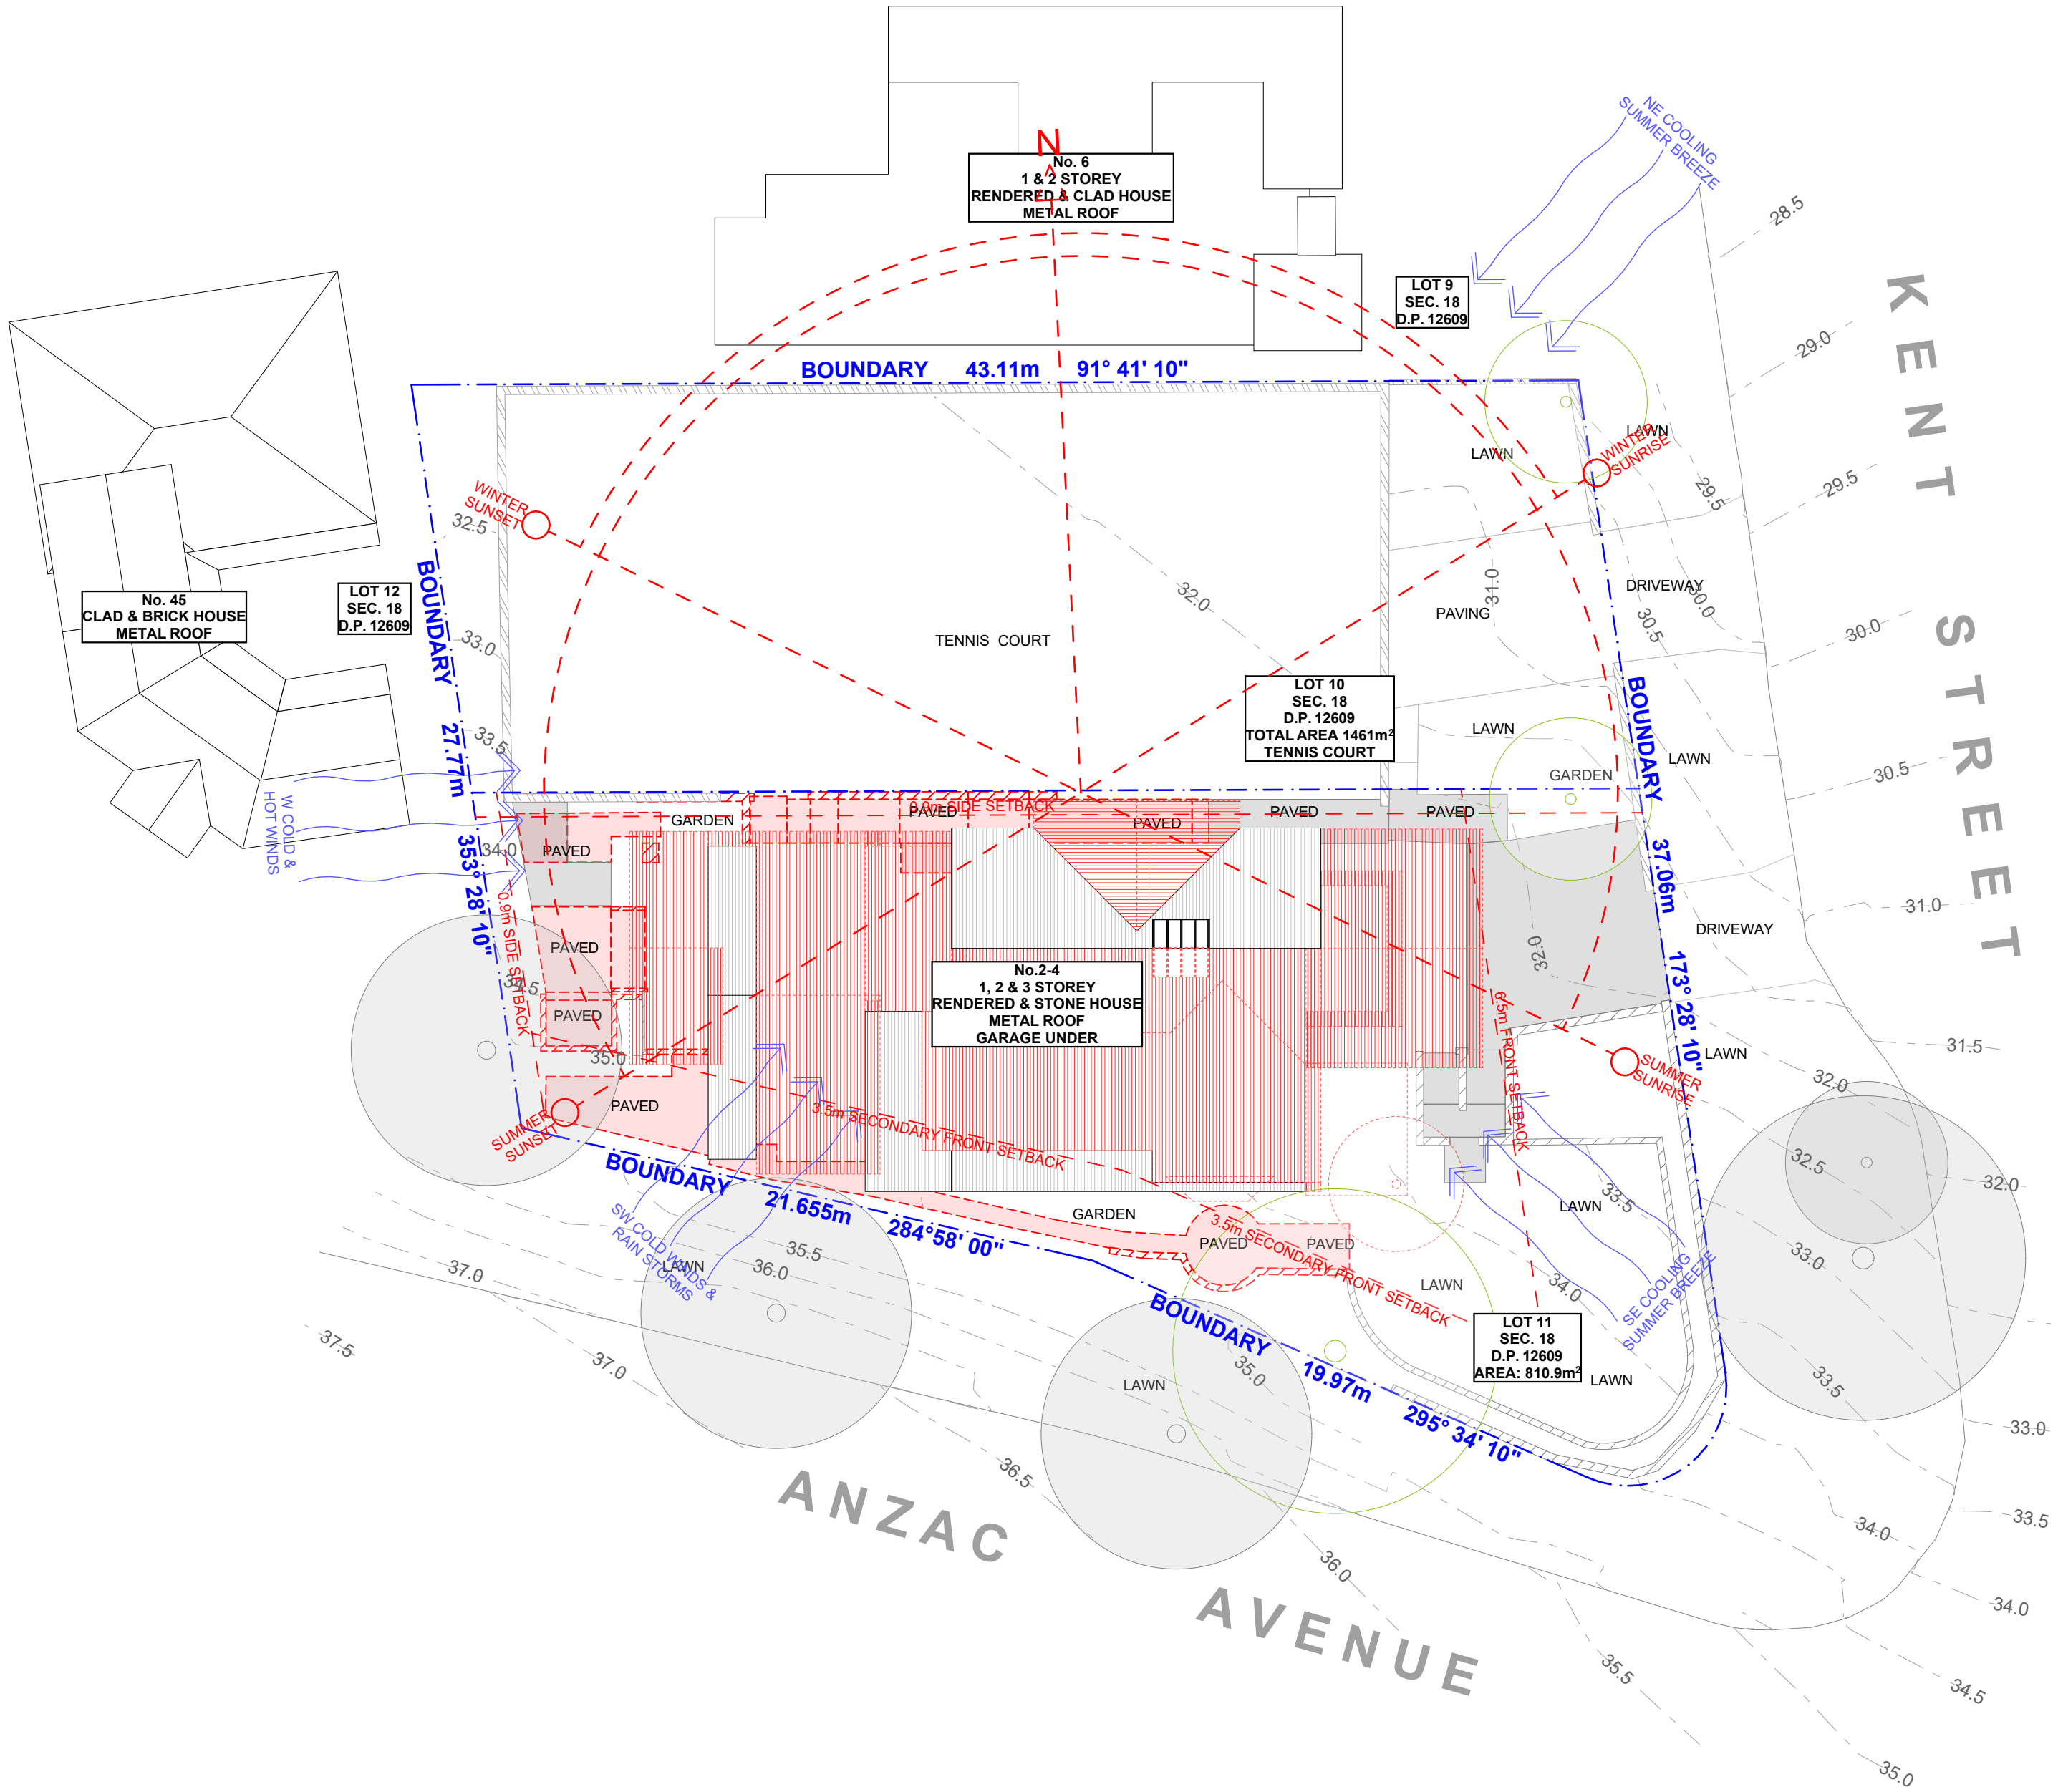 N
No. 6
1 & 2 STOREY
RENDERED & CLAD HOUSE
METAL ROOF
NE COOLING
SUMMER BREEZE
28.5
LOT 9
SEC. 18
D.P. 12609
KENT STREET
29.0
BOUNDARY 43.11m 91° 41' 10"
LAWN
LAWN
WINTER
SUNRISE
29.5
29.5
WINTER
SUNSET
32.5
No. 45
CLAD & BRICK HOUSE
METAL ROOF
LOT 12
SEC. 18
D.P. 12609
BOUNDARY 27.77m 353° 28' 10"
33.0
33.5
TENNIS COURT
32.0
31.0
PAVING
DRIVEWAY
30.0
30.5
30.0
LOT 10
SEC. 18
D.P. 12609
TOTAL AREA 1461m²
TENNIS COURT
LAWN
BOUNDARY 37.06m 173° 28' 10"
LAWN
GARDEN
30.5
W COLD &
HOT WINDS
0.9m SIDE SETBACK
GARDEN
PAVED
PAVED
PAVED
PAVED
34.0
PAVED
31.0
DRIVEWAY
32.0
0.9m SIDE SETBACK
PAVED
34.5
PAVED
35.0
No.2-4
1, 2 & 3 STOREY
RENDERED & STONE HOUSE
METAL ROOF
GARAGE UNDER
6.5m FRONT SETBACK
LAWN
31.5
SUMMER
SUNRISE
32.0
PAVED
SUMMER
SUNSET
3.5m SECONDARY FRONT SETBACK
BOUNDARY 21.655m 284°58' 00"
32.5
32.0
33.5
LAWN
GARDEN
3.5m SECONDARY FRONT SETBACK
PAVED
PAVED
SW COLD WINDS &
RAIN STORMS
LAWN
35.5
36.0
37.0
33.0
LAWN
34.0
SE COOLING
SUMMER BREEZE
BOUNDARY 19.97m 295° 34' 10"
LOT 11
SEC. 18
D.P. 12609
AREA: 810.9m²
LAWN
37.5
37.0
LAWN
35.0
33.5
33.0
36.5
ANZAC AVENUE
36.0
34.0
33.5
34.0
35.5
34.5
35.0